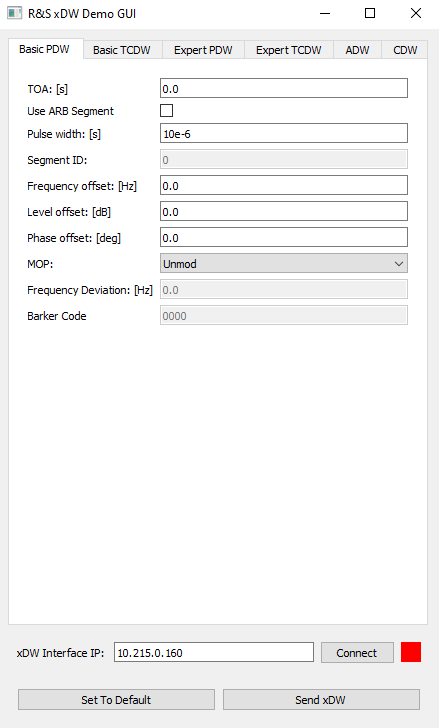 R&S xDW Demo GUI
Basic PDW Basic TCDW Expert PDW Expert TCDW ADW CDW
TOA: [s] 0.0
Use ARB Segment
Pulse width: [s] 10e-6
Segment ID: 0
Frequency offset: [Hz] 0.0
Level offset: [dB] 0.0
Phase offset: [deg] 0.0
MOP: Unmod
Frequency Deviation: [Hz] 0.0
Barker Code 0000
xDW Interface IP: 10.215.0.160 Connect
Set To Default Send xDW